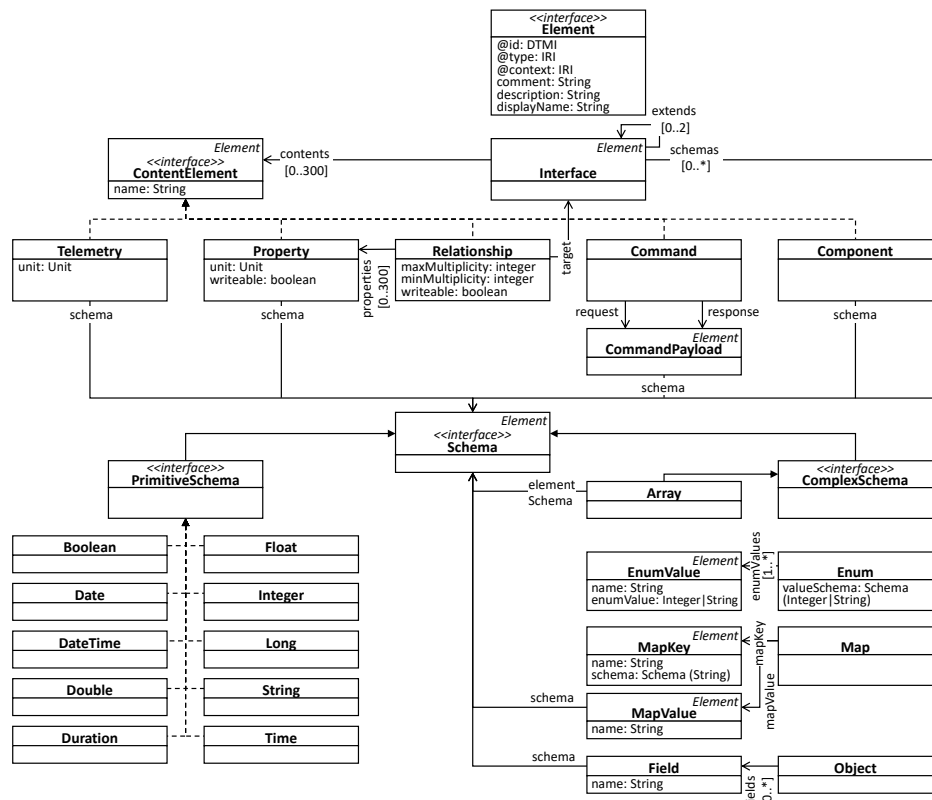 <<interface>>
Element
@id: DTMI
@type: IRI
@context: IRI
comment: String
description: String
displayName: String
extends
[0..2]
Element
<<interface>>
ContentElement
name: String
contents
[0..300]
Element
Interface
schemas
[0..*]
Telemetry
unit: Unit
Property
unit: Unit
writeable: boolean
properties
[0..300]
Relationship
maxMultiplicity: integer
minMultiplicity: integer
writeable: boolean
target
Command
Component
schema
schema
request
response
schema
Element
CommandPayload
schema
Element
<<interface>>
Schema
<<interface>>
PrimitiveSchema
element
Schema
Array
<<interface>>
ComplexSchema
Boolean
Float
Date
Integer
DateTime
Long
Double
String
Duration
Time
Element
EnumValue
name: String
enumValue: Integer|String
enumValues
[1..*]
Enum
valueSchema: Schema
(Integer|String)
Element
MapKey
name: String
schema: Schema (String)
mapKey
Map
schema
Element
MapValue
name: String
mapValue
schema
Field
name: String
Object